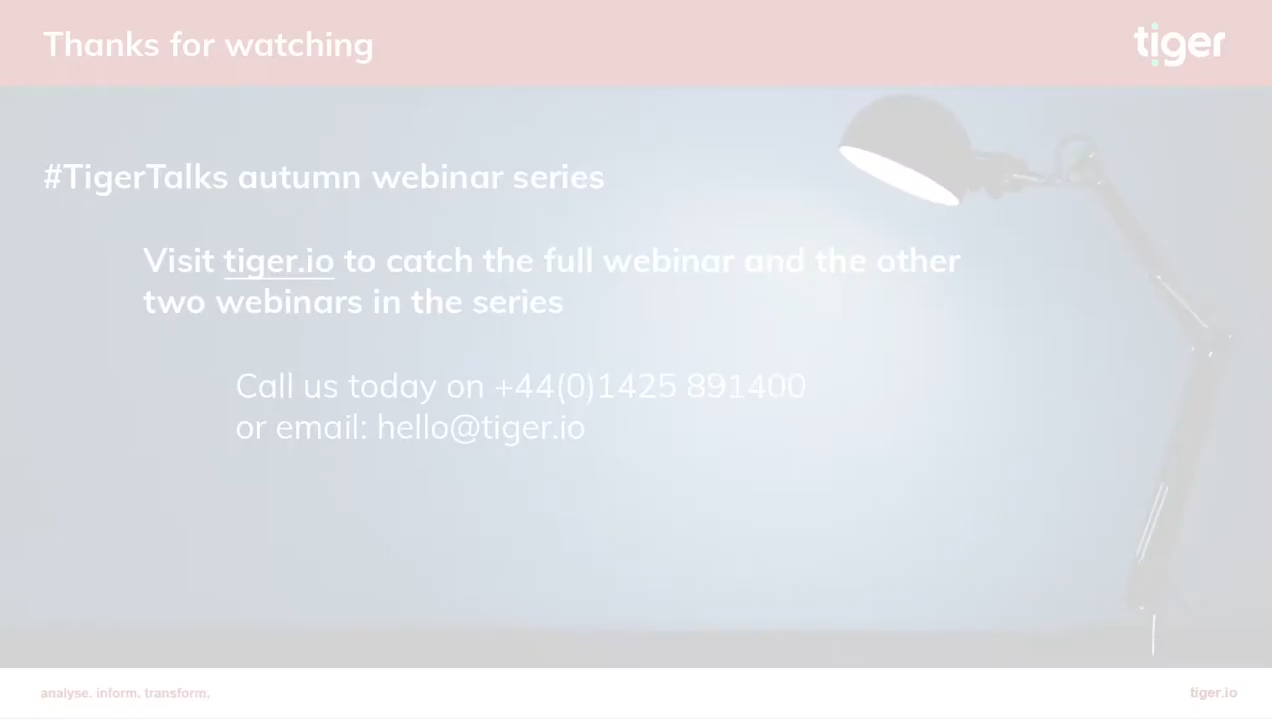 Thanks for watching
tiger
#TigerTalks autumn webinar series
Visit tiger.io to catch the full webinar and the other
two webinars in the series
Call us today on +44(0)1425 891400
or email: hello@tiger.io
analyse. inform. transform.
tiger.io